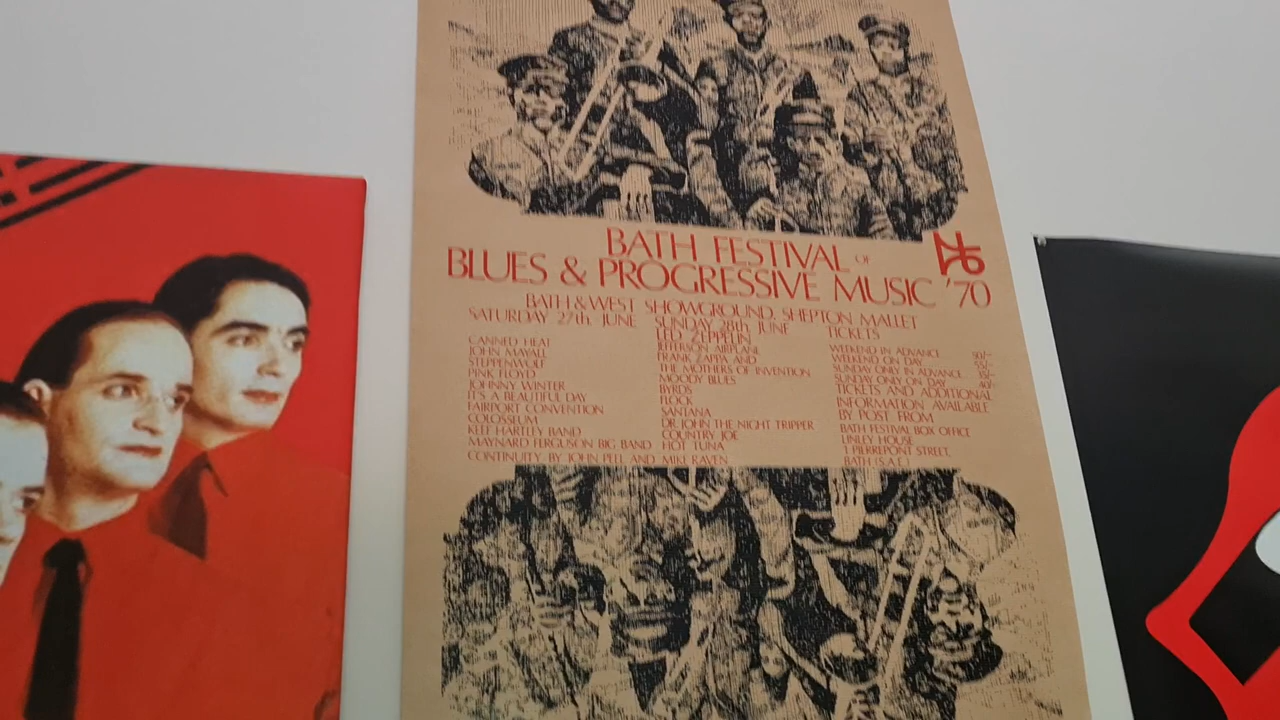 BATH FESTIVAL OF
BLUES & PROGRESSIVE MUSIC '70
BATH & WEST SHOWGROUND, SHEPTON MALLET
SATURDAY 27th. JUNE
CANNED HEAT
JOHN MAYALL
STEPPENWOLF
PINK FLOYD
JOHNNY WINTER
IT'S A BEAUTIFUL DAY
FAIRPORT CONVENTION
COLOSSEUM
KEEF HARTLEY BAND
MAYNARD FERGUSON BIG BAND
SUNDAY 28th. JUNE
LED ZEPPELIN
JEFFERSON AIRPLANE
FRANK ZAPPA AND
THE MOTHERS OF INVENTION
MOODY BLUES
BYRDS
FLOCK
SANTANA
DR. JOHN THE NIGHT TRIPPER
COUNTRY JOE
HOT TUNA
CONTINUITY BY JOHN PEEL AND MIKE RAVEN
TICKETS
WEEKEND IN ADVANCE 50/-
WEEKEND ON DAY
SUNDAY ONLY IN ADVANCE
SUNDAY ONLY ON DAY 40/-
TICKETS AND ADDITIONAL
INFORMATION AVAILABLE
BY POST FROM
BATH FESTIVAL BOX OFFICE
LINLEY HOUSE
1 PIERREPONT STREET,
BATH (S.A.E.)